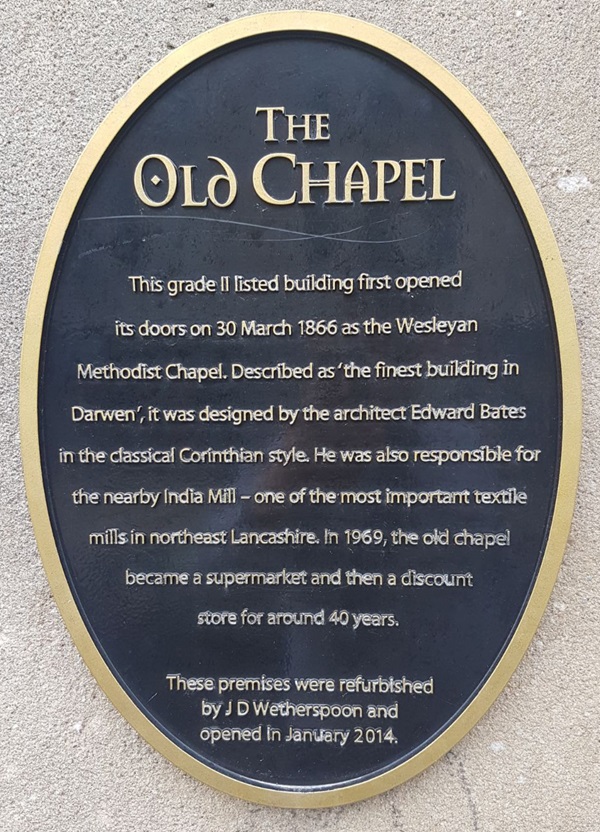 THE
OLD CHAPEL
This grade II listed building first opened
its doors on 30 March 1866 as the Wesleyan
Methodist Chapel. Described as ‘the finest building in
Darwen’, it was designed by the architect Edward Bates
in the classical Corinthian style. He was also responsible for
the nearby India Mill – one of the most important textile
mills in northeast Lancashire. In 1969, the old chapel
became a supermarket and then a discount
store for around 40 years.
These premises were refurbished
by J D Wetherspoon and
opened in January 2014.